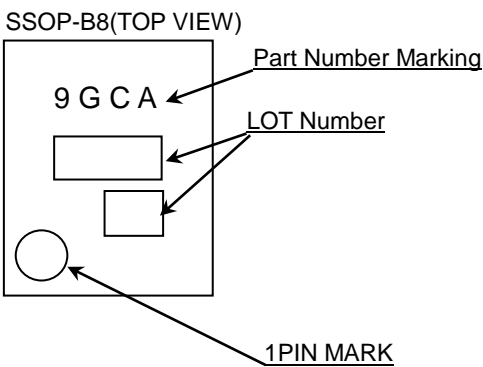 SSOP-B8(TOP VIEW)
Part Number Marking
9 G C A
LOT Number
1PIN MARK